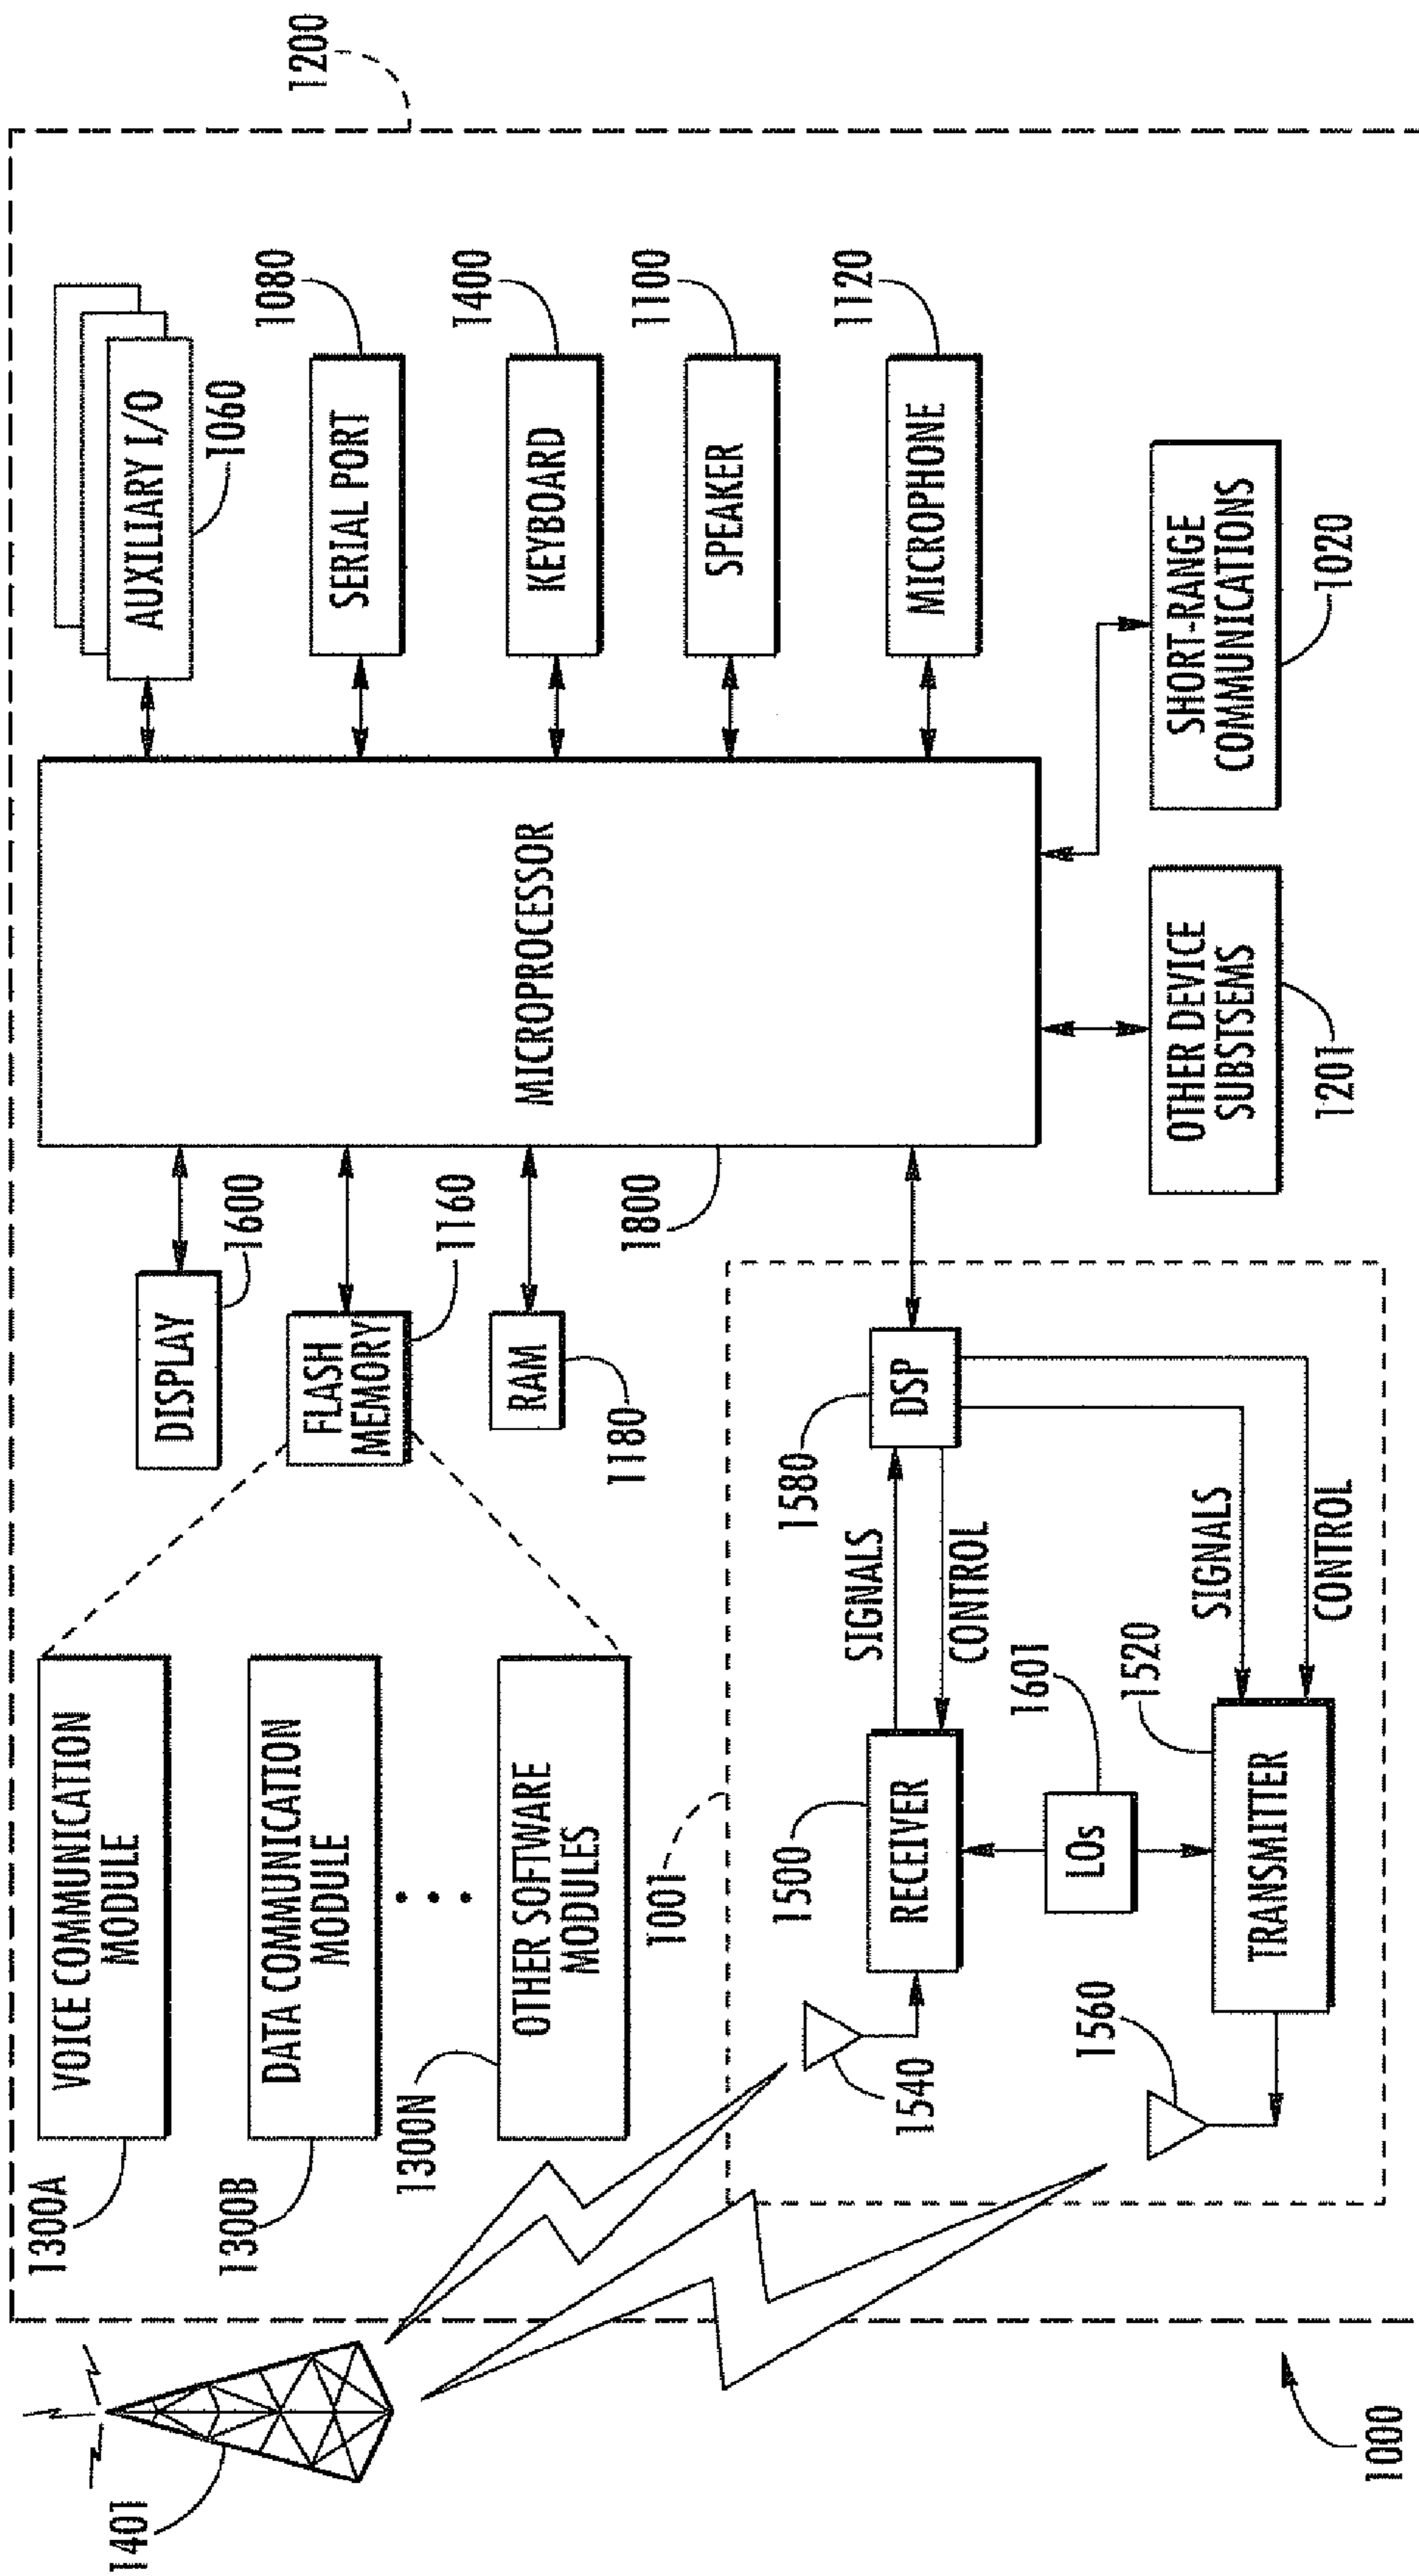 1401
1300A
VOICE COMMUNICATION
MODULE
1300B
DATA COMMUNICATION
MODULE
1300N
OTHER SOFTWARE
MODULES
DISPLAY
1600
FLASH
MEMORY
1160
RAM
1180
MICROPROCESSOR
1800
AUXILIARY I/O
1060
SERIAL PORT
1080
KEYBOARD
1400
SPEAKER
1100
MICROPHONE
1120
1200
1001
1540
1500
RECEIVER
SIGNALS
CONTROL
1580
DSP
LOs
1601
1560
1520
TRANSMITTER
SIGNALS
CONTROL
OTHER DEVICE
SUBSTSEMS
1201
SHORT-RANGE
COMMUNICATIONS
1020
1000